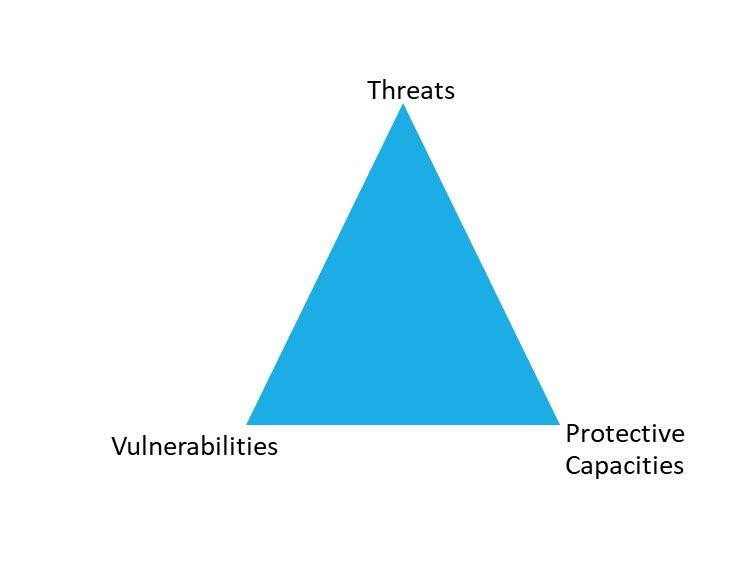 Threats
Vulnerabilities
Protective
Capacities